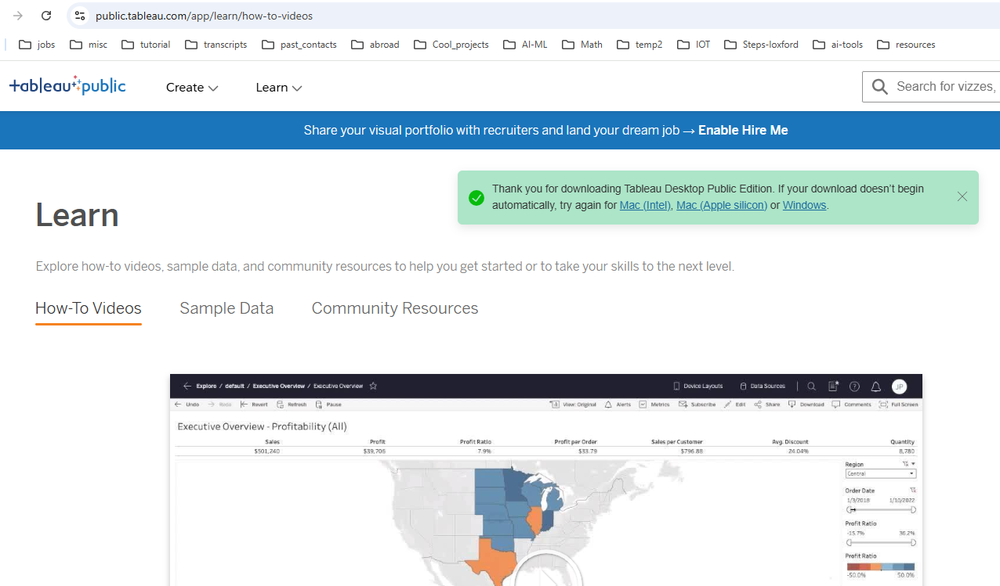 public.tableau.com/app/learn/how-to-videos
jobs misc tutorial transcripts past_contacts abroad Cool_projects AI-ML Math temp2 IOT Steps-loxford ai-tools resources
tableau public Create Learn Search for vizzes,
Share your visual portfolio with recruiters and land your dream job → Enable Hire Me
Thank you for downloading Tableau Desktop Public Edition. If your download doesn't begin
automatically, try again for Mac (Intel), Mac (Apple silicon) or Windows.
Learn
Explore how-to videos, sample data, and community resources to help you get started or to take your skills to the next level.
How-To Videos Sample Data Community Resources
Explore / default / Executive Overview / Executive Overview Device Layouts Data Sources JP
Undo Redo Revert Refresh Pause View: Original Alerts Metrics Subscribe Edit Share Download Comments Full Screen
Executive Overview - Profitability (All)
Sales Profit Profit Ratio Profit per Order Sales per Customer Avg. Discount Quantity
$501,240 $39,706 7.9% $33.79 $796.88 24.04% 8,780
Region
Central
Order Date
1/3/2018 1/10/2022
Profit Ratio
-15.7% 36.2%
Profit Ratio
-50.0% 50.0%